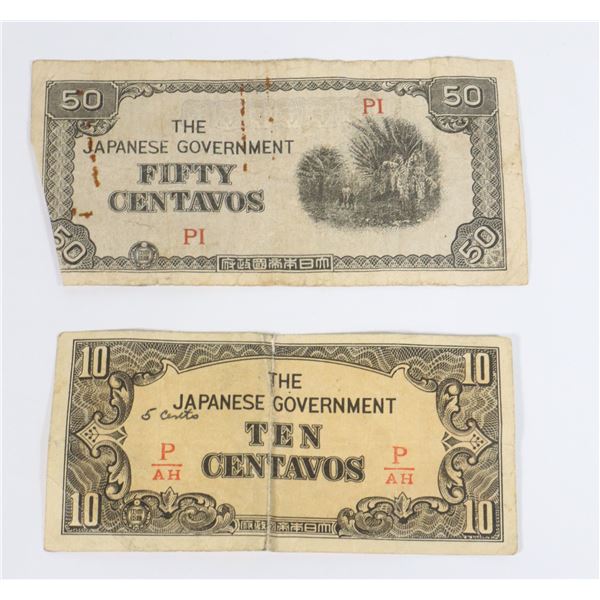 50
PI
50
THE
JAPANESE GOVERNMENT
FIFTY
CENTAVOS
PI
50
50
府政國帝本日大
10
10
THE
JAPANESE GOVERNMENT
5 Cents
TEN
CENTAVOS
P
AH
P
AH
10
10
府政國帝本日大